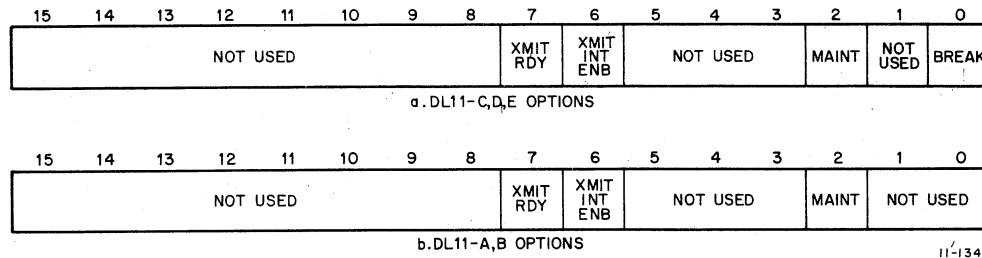 15 14 13 12 11 10 9 8 7 6 5 4 3 2 1 0
NOT USED XMIT RDY XMIT INT ENB NOT USED MAINT NOT USED BREAK
a. DL11-C,D,E OPTIONS
15 14 13 12 11 10 9 8 7 6 5 4 3 2 1 0
NOT USED XMIT RDY XMIT INT ENB NOT USED MAINT NOT USED
b. DL11-A,B OPTIONS
11-134